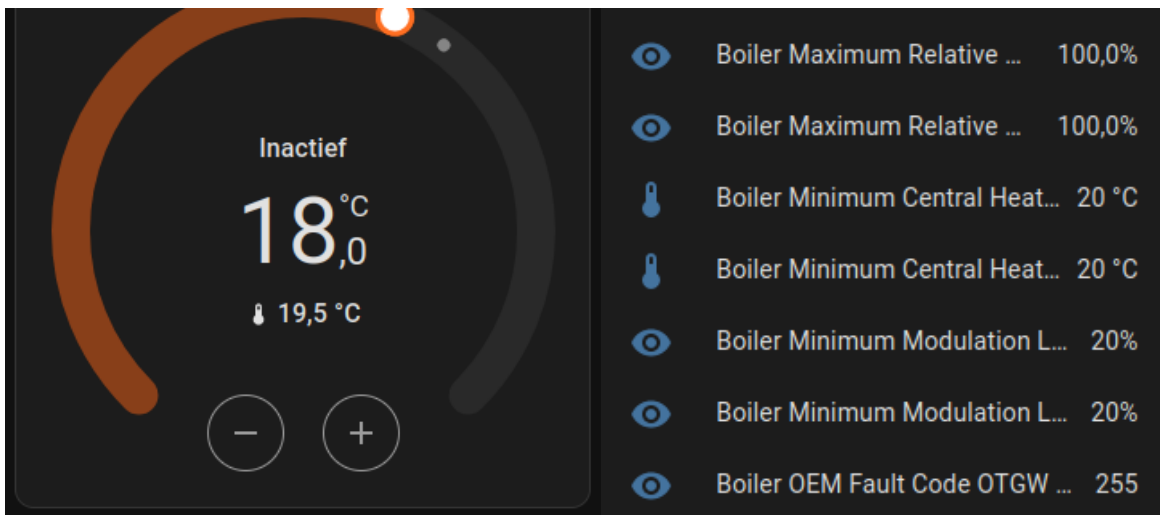 Inactief
18,0 °C
19,5 °C
Boiler Maximum Relative ... 100,0%
Boiler Maximum Relative ... 100,0%
Boiler Minimum Central Heat... 20 °C
Boiler Minimum Central Heat... 20 °C
Boiler Minimum Modulation L... 20%
Boiler Minimum Modulation L... 20%
Boiler OEM Fault Code OTGW ... 255